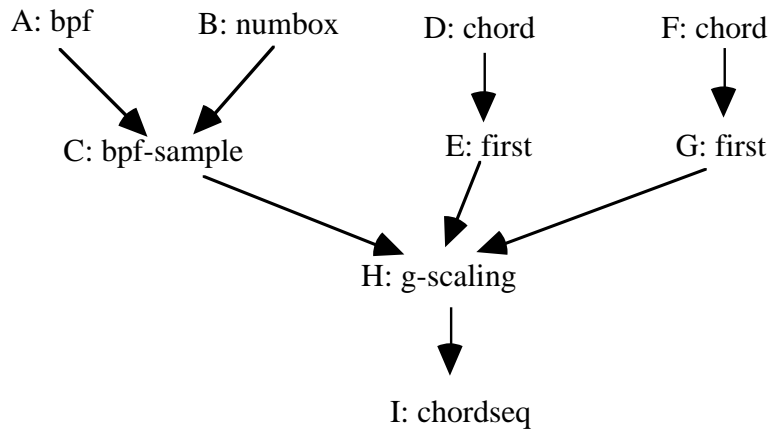 A: bpf
B: numbox
D: chord
F: chord
C: bpf-sample
E: first
G: first
H: g-scaling
I: chordseq